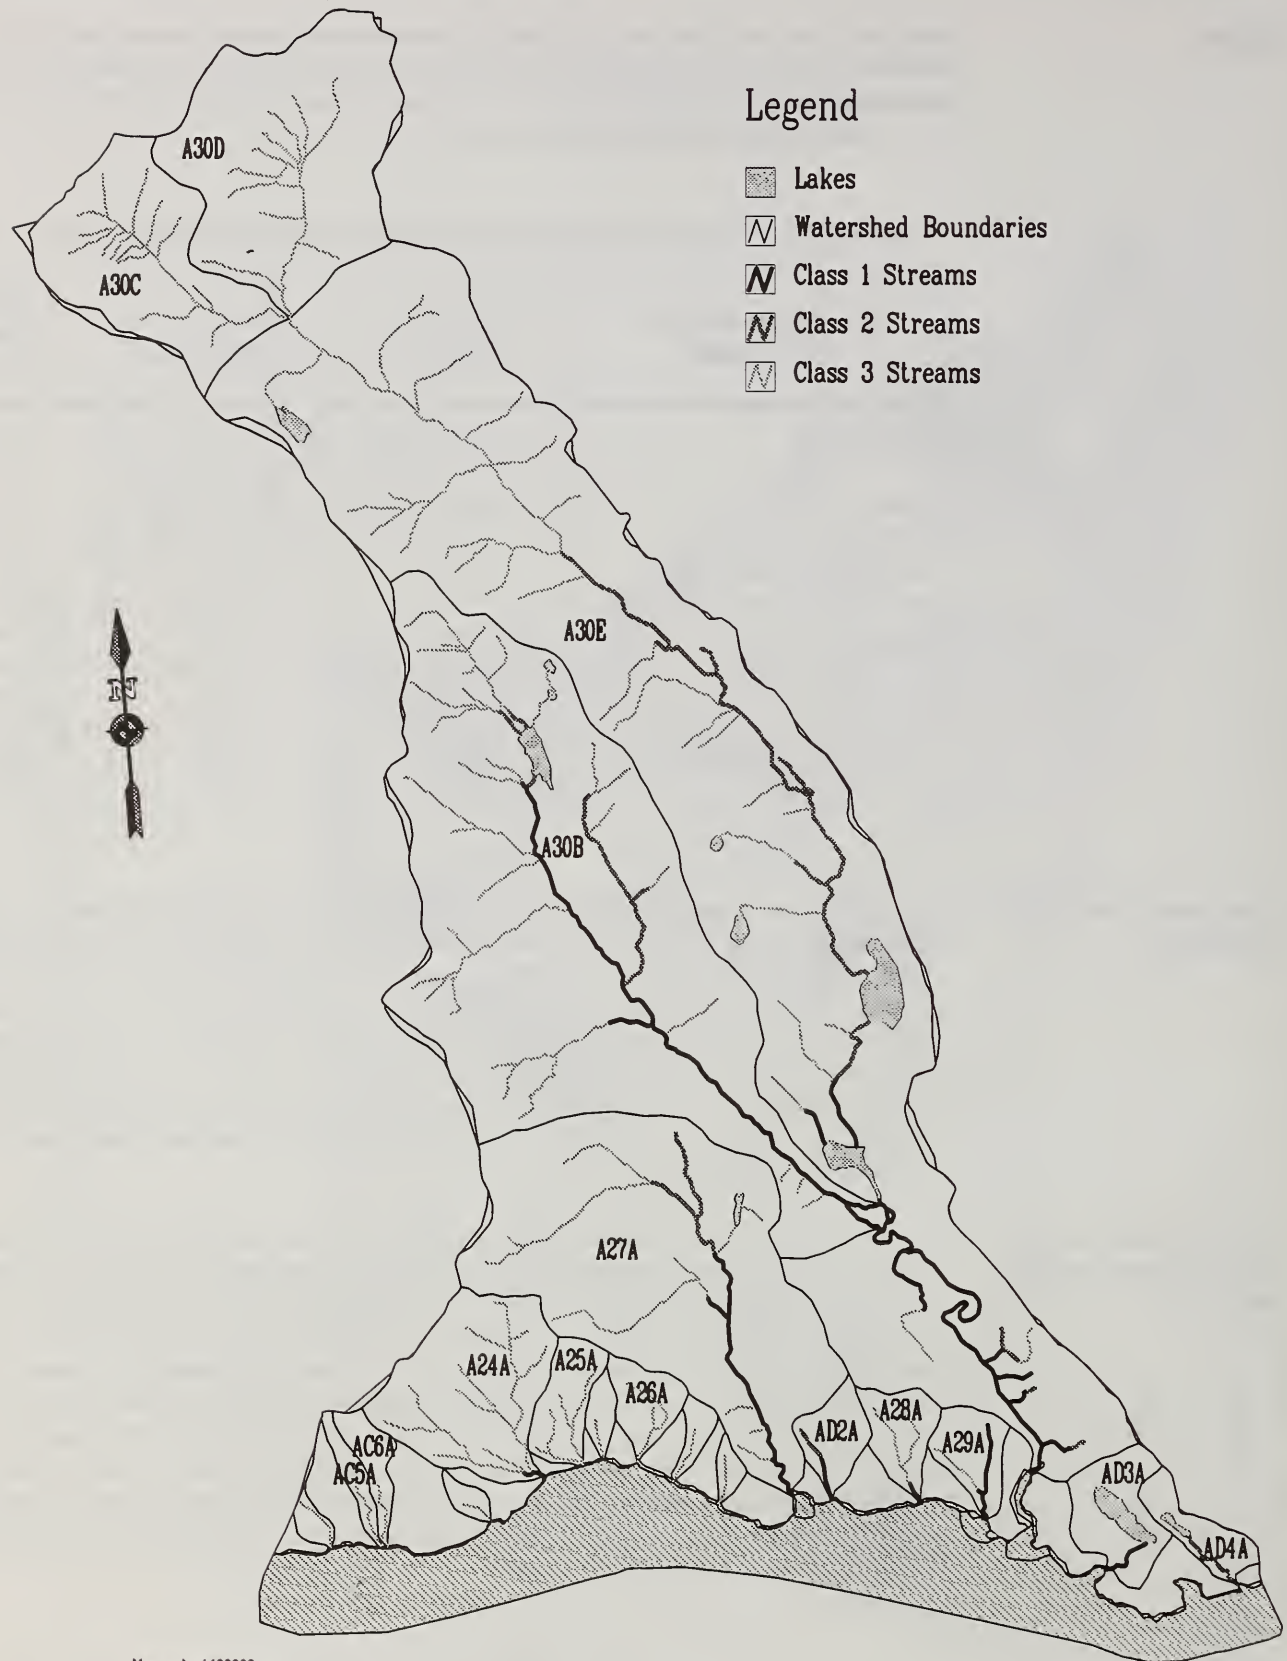 Legend
Lakes
Watershed Boundaries
Class 1 Streams
Class 2 Streams
Class 3 Streams
A30D
A30C
N
A30E
A30B
A27A
A24A
A25A
A26A
AD2A
A28A
A29A
AC6A
AC5A
AD3A
AD4A